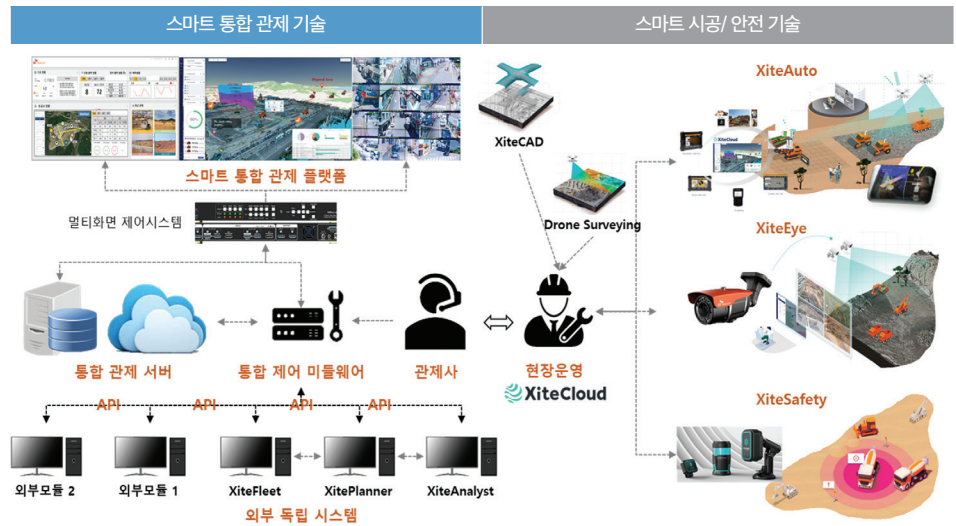 스마트 통합 관제 기술
스마트 시공/ 안전 기술
스마트 통합 관제 플랫폼
멀티화면 제어시스템
XiteCAD
Drone Surveying
XiteAuto
XiteCloud
XiteEye
통합 관제 서버
통합 제어 미들웨어
관제사
현장운영
XiteCloud
XiteSafety
API API API API
외부모듈 2
외부모듈 1
XiteFleet
XitePlanner
XiteAnalyst
외부 독립 시스템